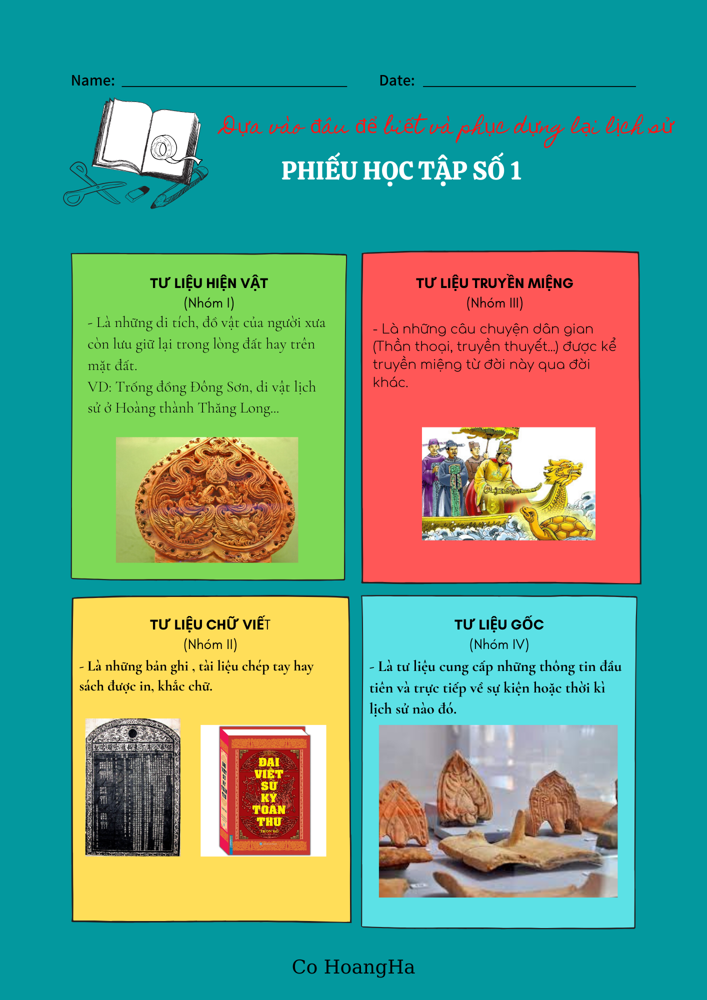 Name: Date:
Dựa vào đâu để biết và phục dựng lại lịch sử
PHIẾU HỌC TẬP SỐ 1
TƯ LIỆU HIỆN VẬT
(Nhóm I)
- Là những di tích, đồ vật của người xưa
còn lưu giữ lại trong lòng đất hay trên
mặt đất.
VD: Trống đồng Đông Sơn, di vật lịch
sử ở Hoàng thành Thăng Long...
TƯ LIỆU TRUYỀN MIỆNG
(Nhóm III)
- Là những câu chuyện dân gian
(Thần thoại, truyền thuyết...) được kể
truyền miệng từ đời này qua đời
khác.
TƯ LIỆU CHỮ VIẾT
(Nhóm II)
- Là những bản ghi , tài liệu chép tay hay
sách được in, khắc chữ.
ĐẠI
VIỆT
SỬ
KÝ
TOÀN
THƯ
TRỌN BỘ
TƯ LIỆU GỐC
(Nhóm IV)
- Là tư liệu cung cấp những thông tin đầu
tiên và trực tiếp về sự kiện hoặc thời kì
lịch sử nào đó.
Co HoangHa